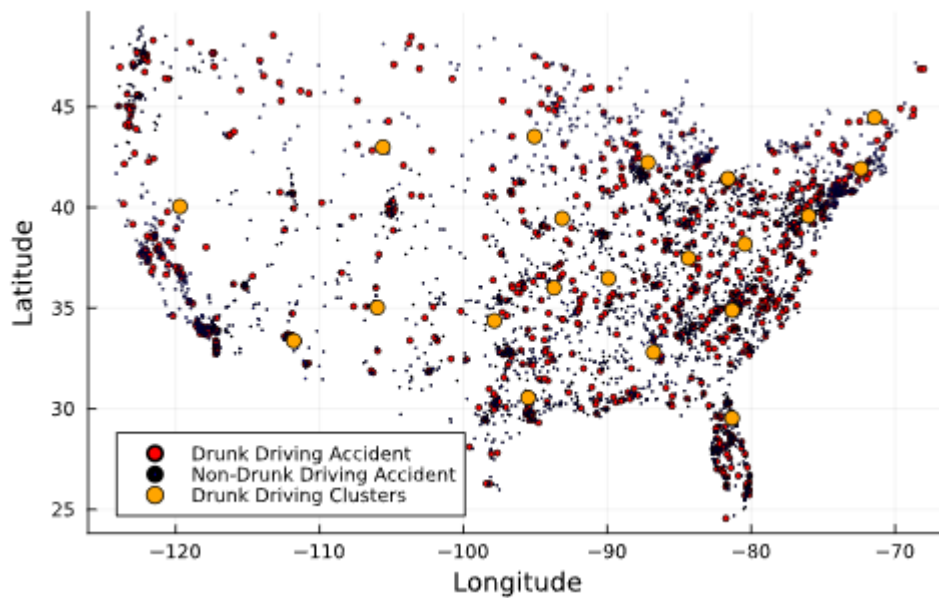 45
40
35
30
25
Latitude
Drunk Driving Accident
Non-Drunk Driving Accident
Drunk Driving Clusters
−120 −110 −100 −90 −80 −70
Longitude